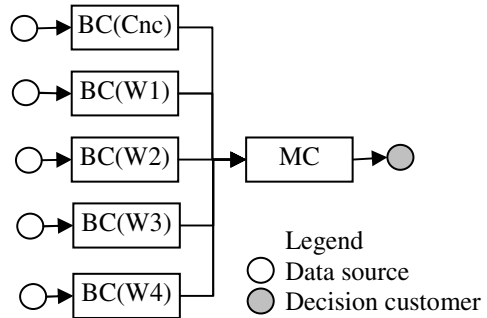 BC(Cnc)
BC(W1)
BC(W2)
MC
BC(W3)
BC(W4)
Legend
Data source
Decision customer